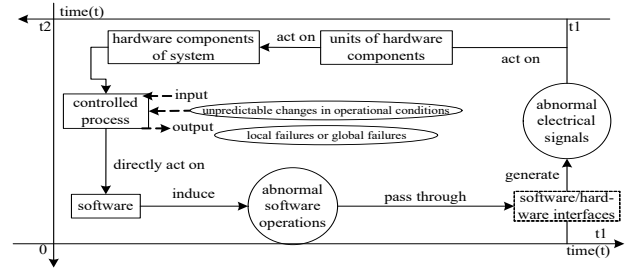 t2
time(t)
t1
hardware components
of system
act on
units of hardware
components
act on
controlled
process
input
unpredictable changes in operational conditions
output
local failures or global failures
abnormal
electrical
signals
directly act on
generate
software
induce
abnormal
software
operations
pass through
software/hard-
ware interfaces
t1
0
time(t)